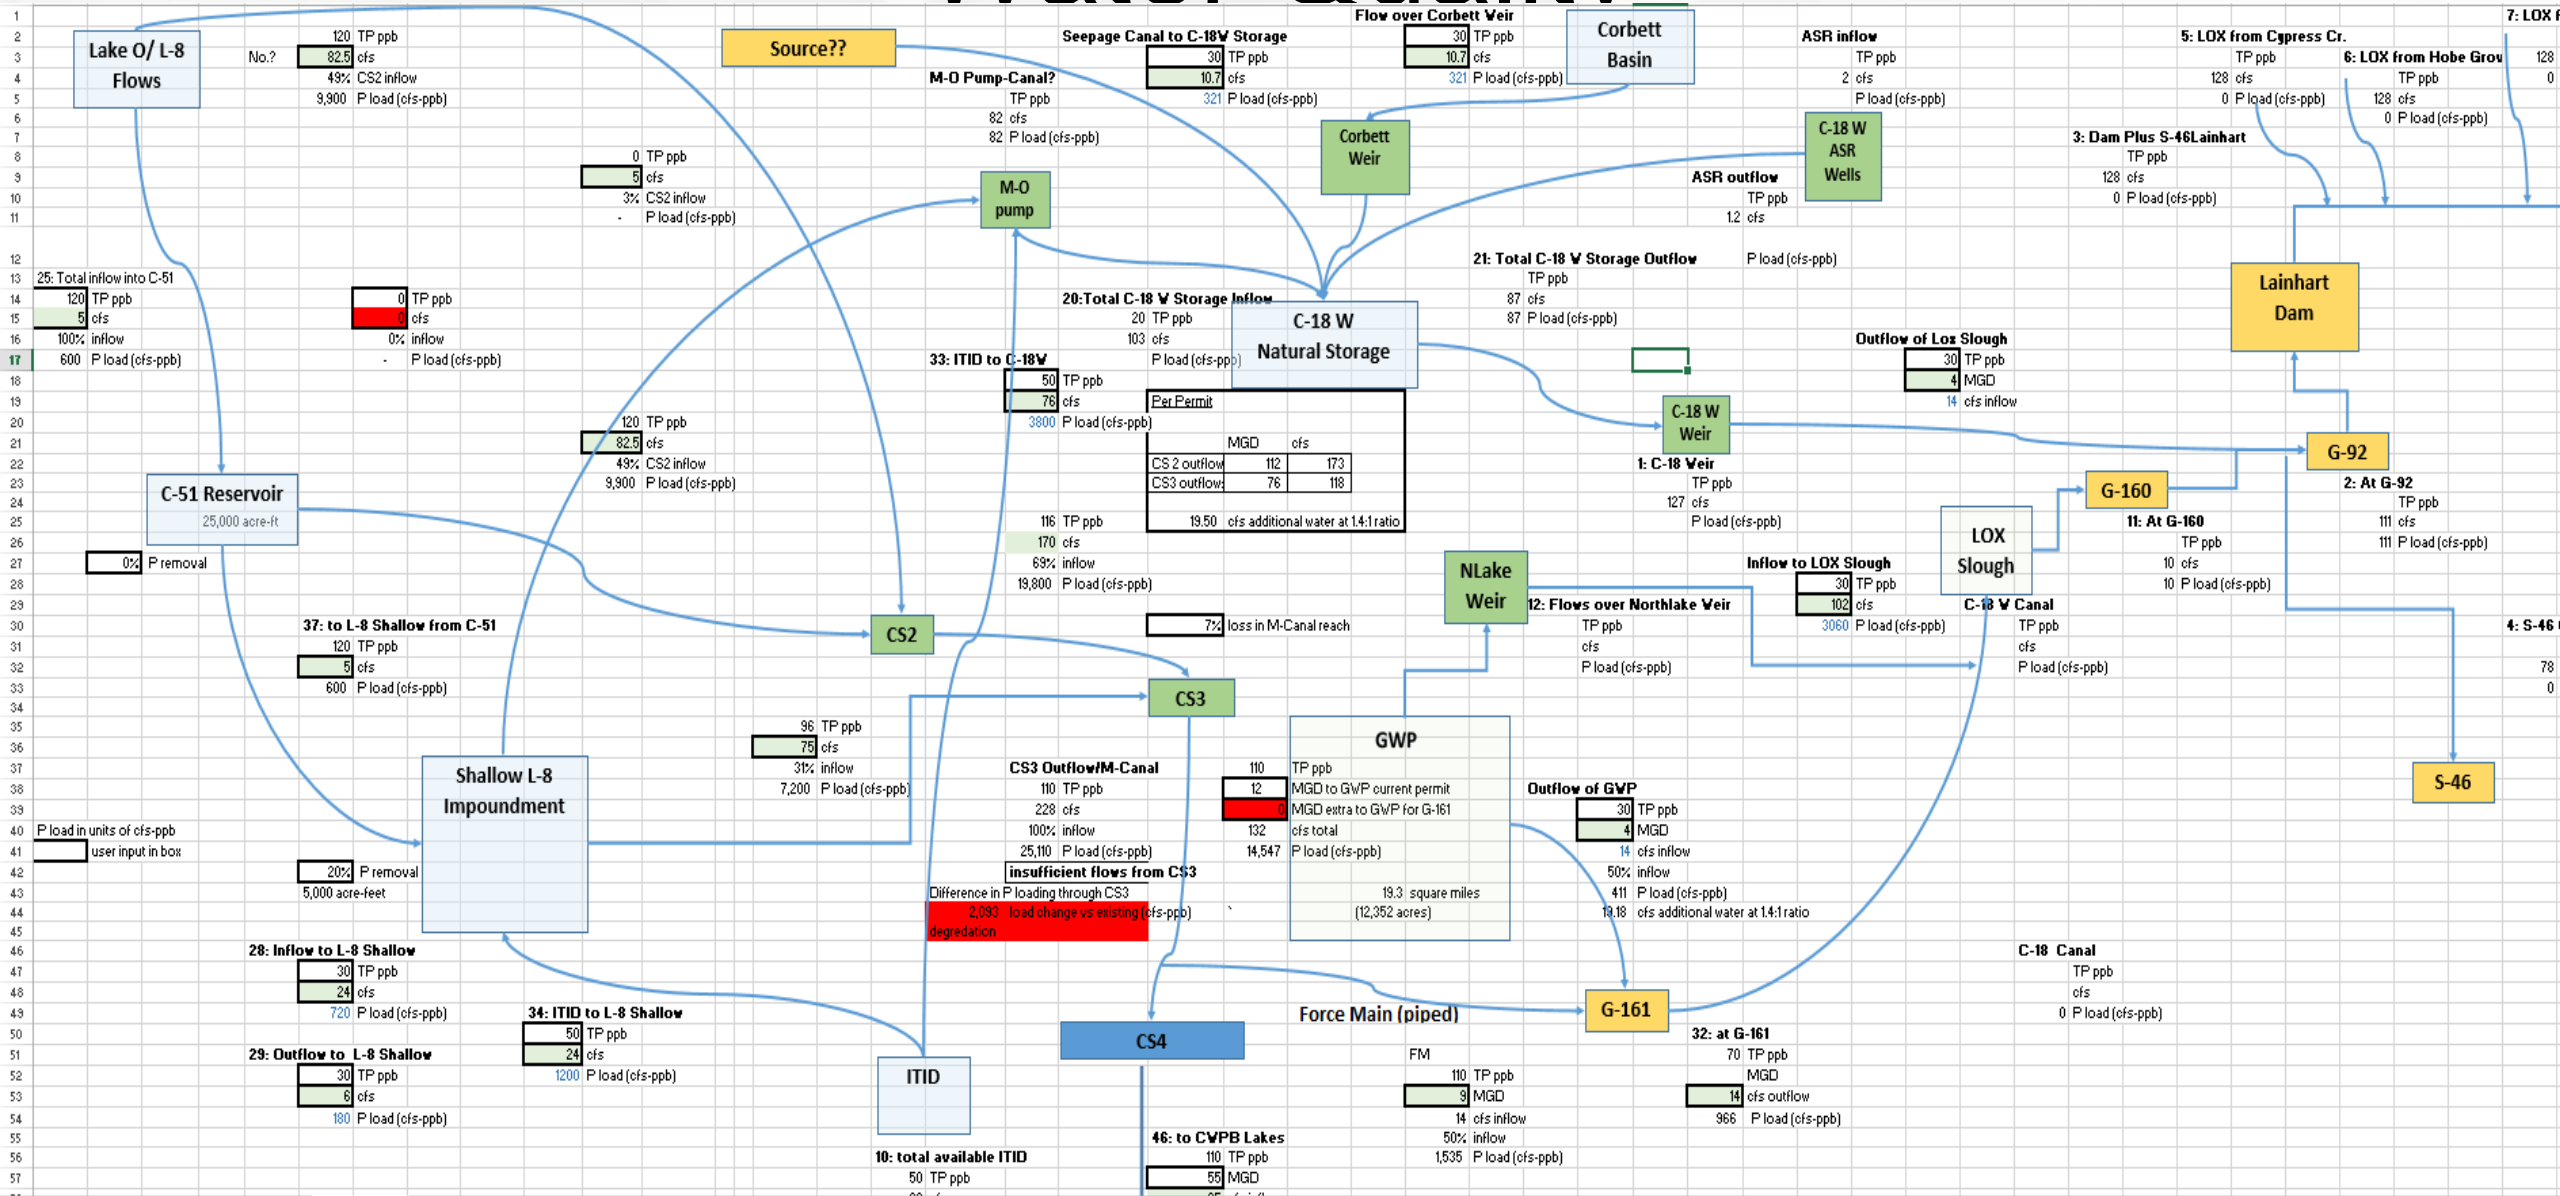 Water Quality
Lake O/ L-8
Flows
No.?
120 TP ppb
82.5 cfs
49% CS2 inflow
9,900 P load (cfs-ppb)
Source??
M-O Pump-Canal?
TP ppb
82 cfs
82 P load (cfs-ppb)
Seepage Canal to C-18W Storage
30 TP ppb
10.7 cfs
321 P load (cfs-ppb)
Flow over Corbett Weir
30 TP ppb
10.7 cfs
321 P load (cfs-ppb)
Corbett
Basin
ASR inflow
TP ppb
2 cfs
P load (cfs-ppb)
5: LOX from Cypress Cr.
TP ppb
128 cfs
0 P load (cfs-ppb)
6: LOX from Hobe Grov
TP ppb
128 cfs
0 P load (cfs-ppb)
7: LOX
128
0
Corbett
Weir
C-18 W
ASR
Wells
3: Dam Plus S-46Lainhart
TP ppb
128 cfs
0 P load (cfs-ppb)
0 TP ppb
5 cfs
3% CS2 inflow
- P load (cfs-ppb)
M-O
pump
ASR outflow
TP ppb
1.2 cfs
P load (cfs-ppb)
25: Total inflow into C-51
120 TP ppb
5 cfs
100% inflow
600 P load (cfs-ppb)
0 TP ppb
0 cfs
0% inflow
- P load (cfs-ppb)
20:Total C-18 W Storage Inflow
20 TP ppb
103 cfs
P load (cfs-ppb)
C-18 W
Natural Storage
21: Total C-18 W Storage Outflow
TP ppb
87 cfs
87 P load (cfs-ppb)
Lainhart
Dam
Outflow of Lox Slough
30 TP ppb
4 MGD
14 cfs inflow
33: ITID to C-18W
50 TP ppb
76 cfs
3800 P load (cfs-ppb)
Per Permit
MGD cfs
CS 2 outflow 112 173
CS3 outflow: 76 118
19.50 cfs additional water at 1.4:1 ratio
C-18 W
Weir
1: C-18 Weir
TP ppb
127 cfs
P load (cfs-ppb)
G-92
2: At G-92
TP ppb
111 cfs
111 P load (cfs-ppb)
G-160
11: At G-160
TP ppb
10 cfs
10 P load (cfs-ppb)
120 TP ppb
82.5 cfs
49% CS2 inflow
9,900 P load (cfs-ppb)
C-51 Reservoir
25,000 acre-ft
0% P removal
116 TP ppb
170 cfs
69% inflow
19,800 P load (cfs-ppb)
7% loss in M-Canal reach
NLake
Weir
12: Flows over Northlake Weir
TP ppb
cfs
P load (cfs-ppb)
Inflow to LOX Slough
30 TP ppb
102 cfs
3060 P load (cfs-ppb)
LOX
Slough
C-18 W Canal
TP ppb
cfs
P load (cfs-ppb)
4: S-46
78
0
CS2
37: to L-8 Shallow from C-51
120 TP ppb
5 cfs
600 P load (cfs-ppb)
CS3
96 TP ppb
75 cfs
31% inflow
7,200 P load (cfs-ppb)
Shallow L-8
Impoundment
GWP
19.3 square miles
(12,352 acres)
CS3 Outflow/M-Canal
110 TP ppb
228 cfs
100% inflow
25,110 P load (cfs-ppb)
insufficient flows from CS3
Difference in P loading through CS3
2,093 load change vs existing (cfs-ppb)
degredation
110 TP ppb
12 MGD to GWP current permit
0 MGD extra to GWP for G-161
132 cfs total
14,547 P load (cfs-ppb)
Outflow of GWP
30 TP ppb
4 MGD
14 cfs inflow
50% inflow
411 P load (cfs-ppb)
19.18 cfs additional water at 1.4:1 ratio
S-46
P load in units of cfs-ppb
user input in box
20% P removal
5,000 acre-feet
28: Inflow to L-8 Shallow
30 TP ppb
24 cfs
720 P load (cfs-ppb)
29: Outflow to L-8 Shallow
30 TP ppb
6 cfs
180 P load (cfs-ppb)
34: ITID to L-8 Shallow
50 TP ppb
24 cfs
1200 P load (cfs-ppb)
ITID
10: total available ITID
50 TP ppb
CS4
Force Main (piped)
G-161
C-18 Canal
TP ppb
cfs
0 P load (cfs-ppb)
FM
110 TP ppb
9 MGD
14 cfs inflow
50% inflow
1,535 P load (cfs-ppb)
32: at G-161
70 TP ppb
MGD
14 cfs outflow
966 P load (cfs-ppb)
46: to CWPB Lakes
110 TP ppb
55 MGD